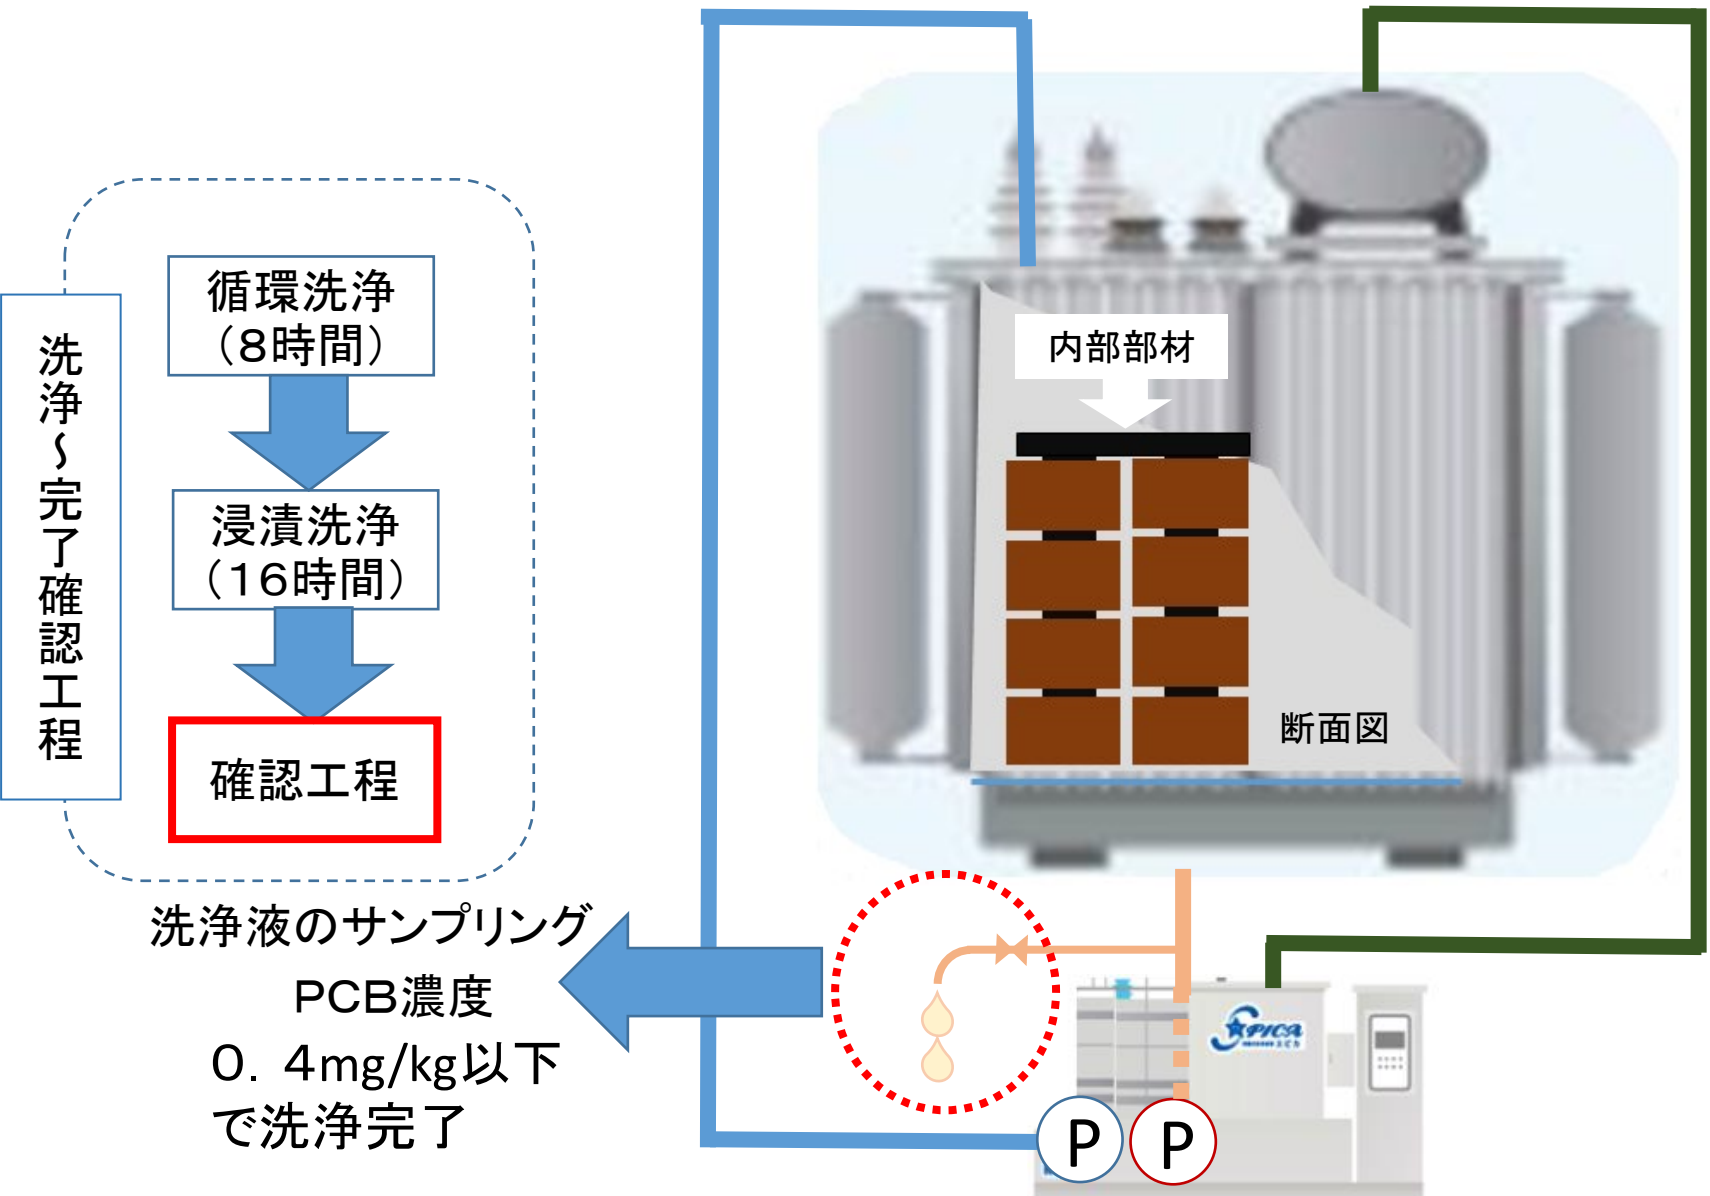 洗浄～完了確認工程
循環洗浄
（８時間）
浸漬洗浄
（１６時間）
確認工程
洗浄液のサンプリング
ＰＣＢ濃度
０．４mg/kg以下
で洗浄完了
内部部材
断面図
SPICA
P
P